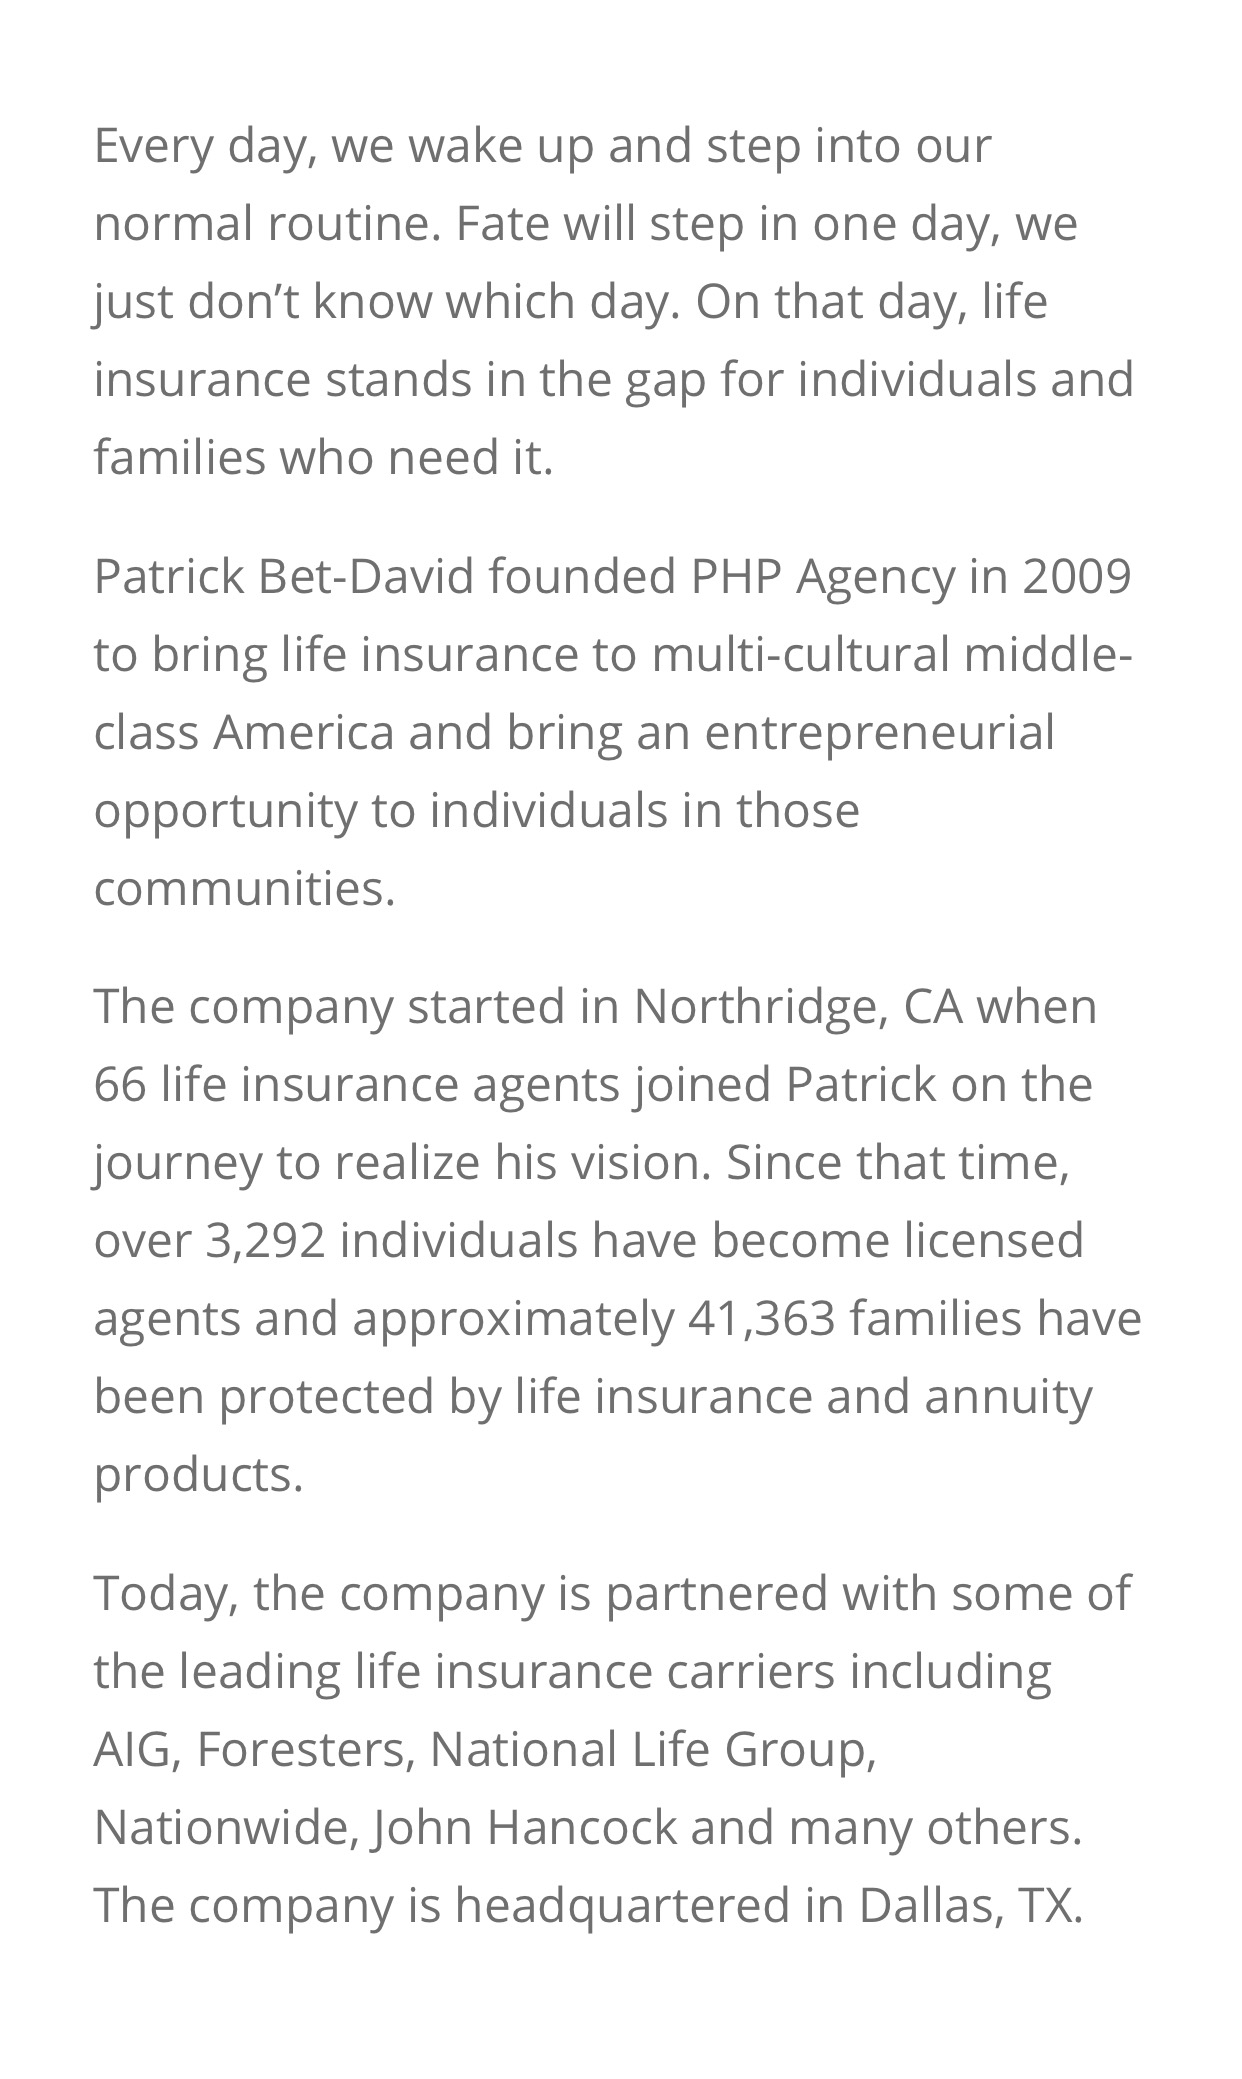 Every day, we wake up and step into our
normal routine. Fate will step in one day, we
just don’t know which day. On that day, life
insurance stands in the gap for individuals and
families who need it.
Patrick Bet-David founded PHP Agency in 2009
to bring life insurance to multi-cultural middle-
class America and bring an entrepreneurial
opportunity to individuals in those
communities.
The company started in Northridge, CA when
66 life insurance agents joined Patrick on the
journey to realize his vision. Since that time,
over 3,292 individuals have become licensed
agents and approximately 41,363 families have
been protected by life insurance and annuity
products.
Today, the company is partnered with some of
the leading life insurance carriers including
AIG, Foresters, National Life Group,
Nationwide, John Hancock and many others.
The company is headquartered in Dallas, TX.